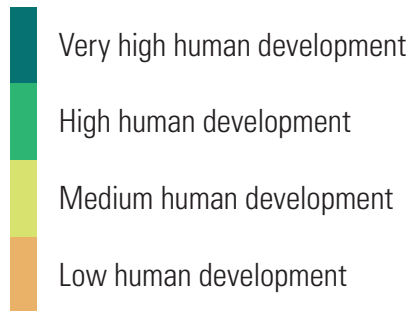 Very high human development
High human development
Medium human development
Low human development